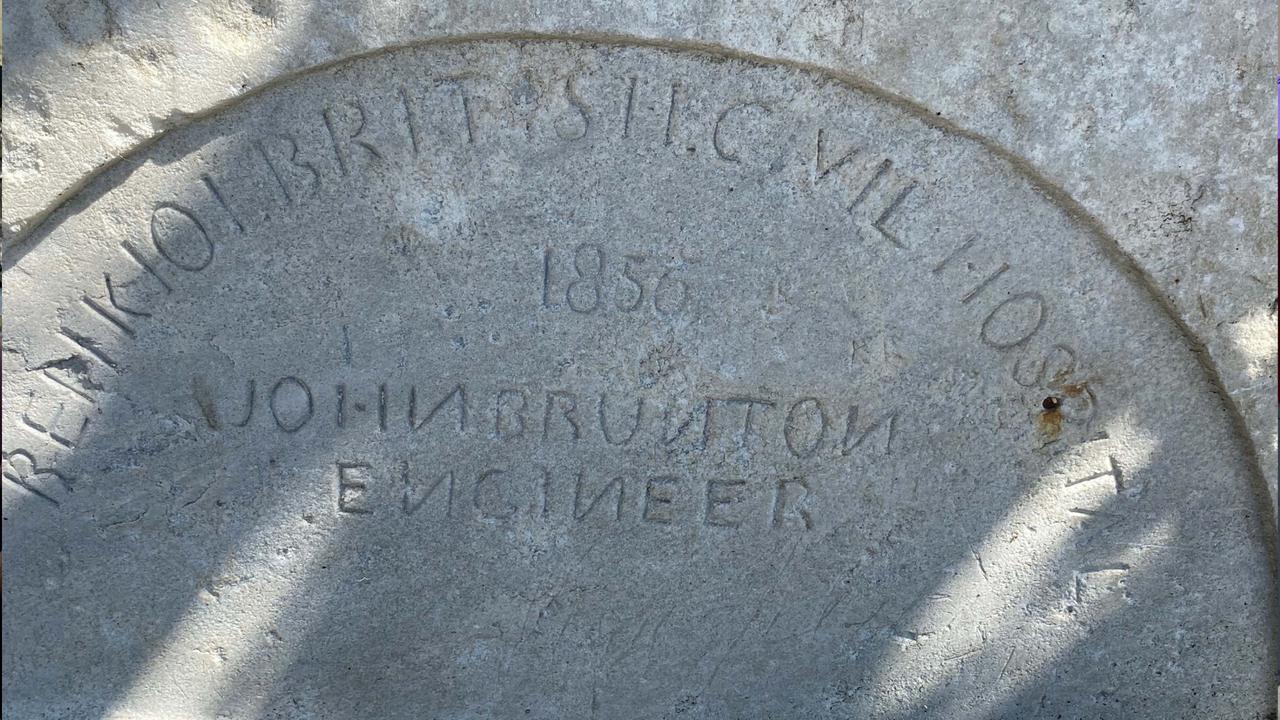 RENKIOI.BRITISH.CIVIL HOSPITAL
1856
JOHN BRUNTON
ENGINEER